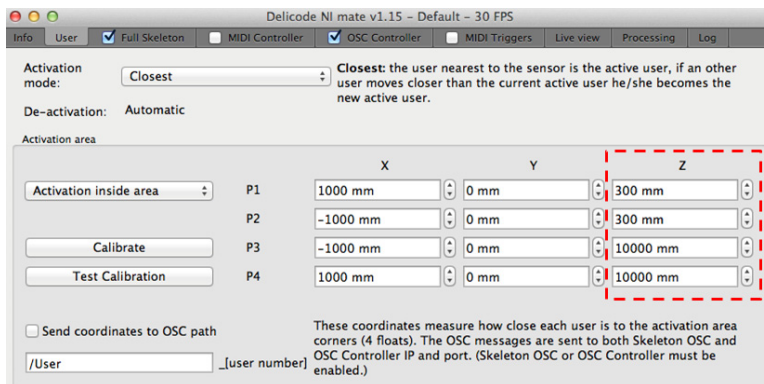 Delicode NI mate v1.15 – Default – 30 FPS
Info User Full Skeleton MIDI Controller OSC Controller MIDI Triggers Live view Processing Log
Activation mode:
Closest
Closest: the user nearest to the sensor is the active user, if an other
user moves closer than the current active user he/she becomes the
new active user.
De-activation: Automatic
Activation area
X Y Z
Activation inside area P1 1000 mm 0 mm 300 mm
P2 -1000 mm 0 mm 300 mm
Calibrate P3 -1000 mm 0 mm 10000 mm
Test Calibration P4 1000 mm 0 mm 10000 mm
Send coordinates to OSC path
/User _[user number]
These coordinates measure how close each user is to the activation area
corners (4 floats). The OSC messages are sent to both Skeleton OSC and
OSC Controller IP and port. (Skeleton OSC or OSC Controller must be
enabled.)